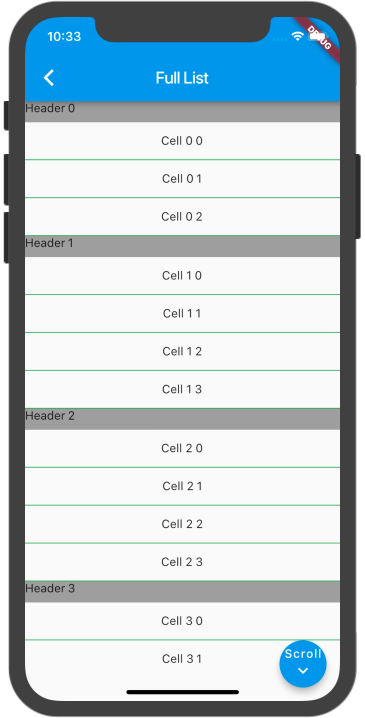 10:33
DEBUG
Full List
Header 0
Cell 0 0
Cell 0 1
Cell 0 2
Header 1
Cell 1 0
Cell 1 1
Cell 1 2
Cell 1 3
Header 2
Cell 2 0
Cell 2 1
Cell 2 2
Cell 2 3
Header 3
Cell 3 0
Cell 3 1
Scroll